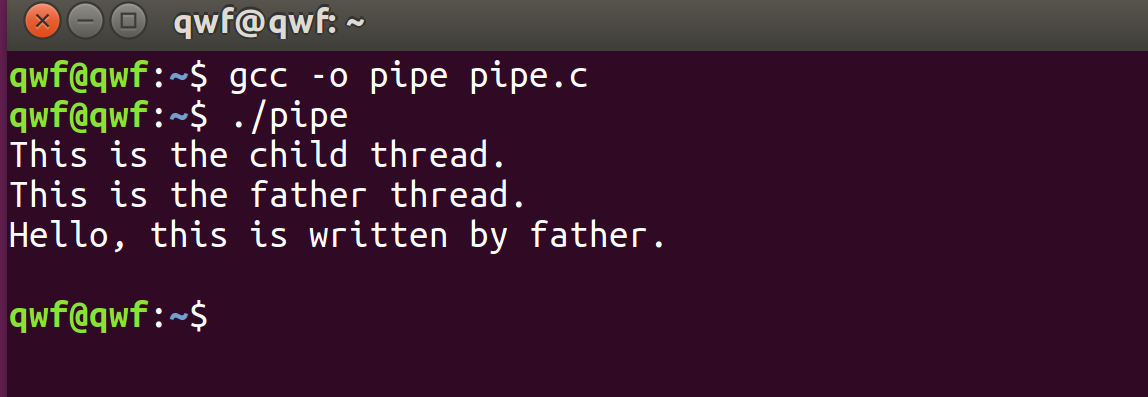 qwf@qwf: ~
qwf@qwf:~$ gcc -o pipe pipe.c
qwf@qwf:~$ ./pipe
This is the child thread.
This is the father thread.
Hello, this is written by father.
qwf@qwf:~$